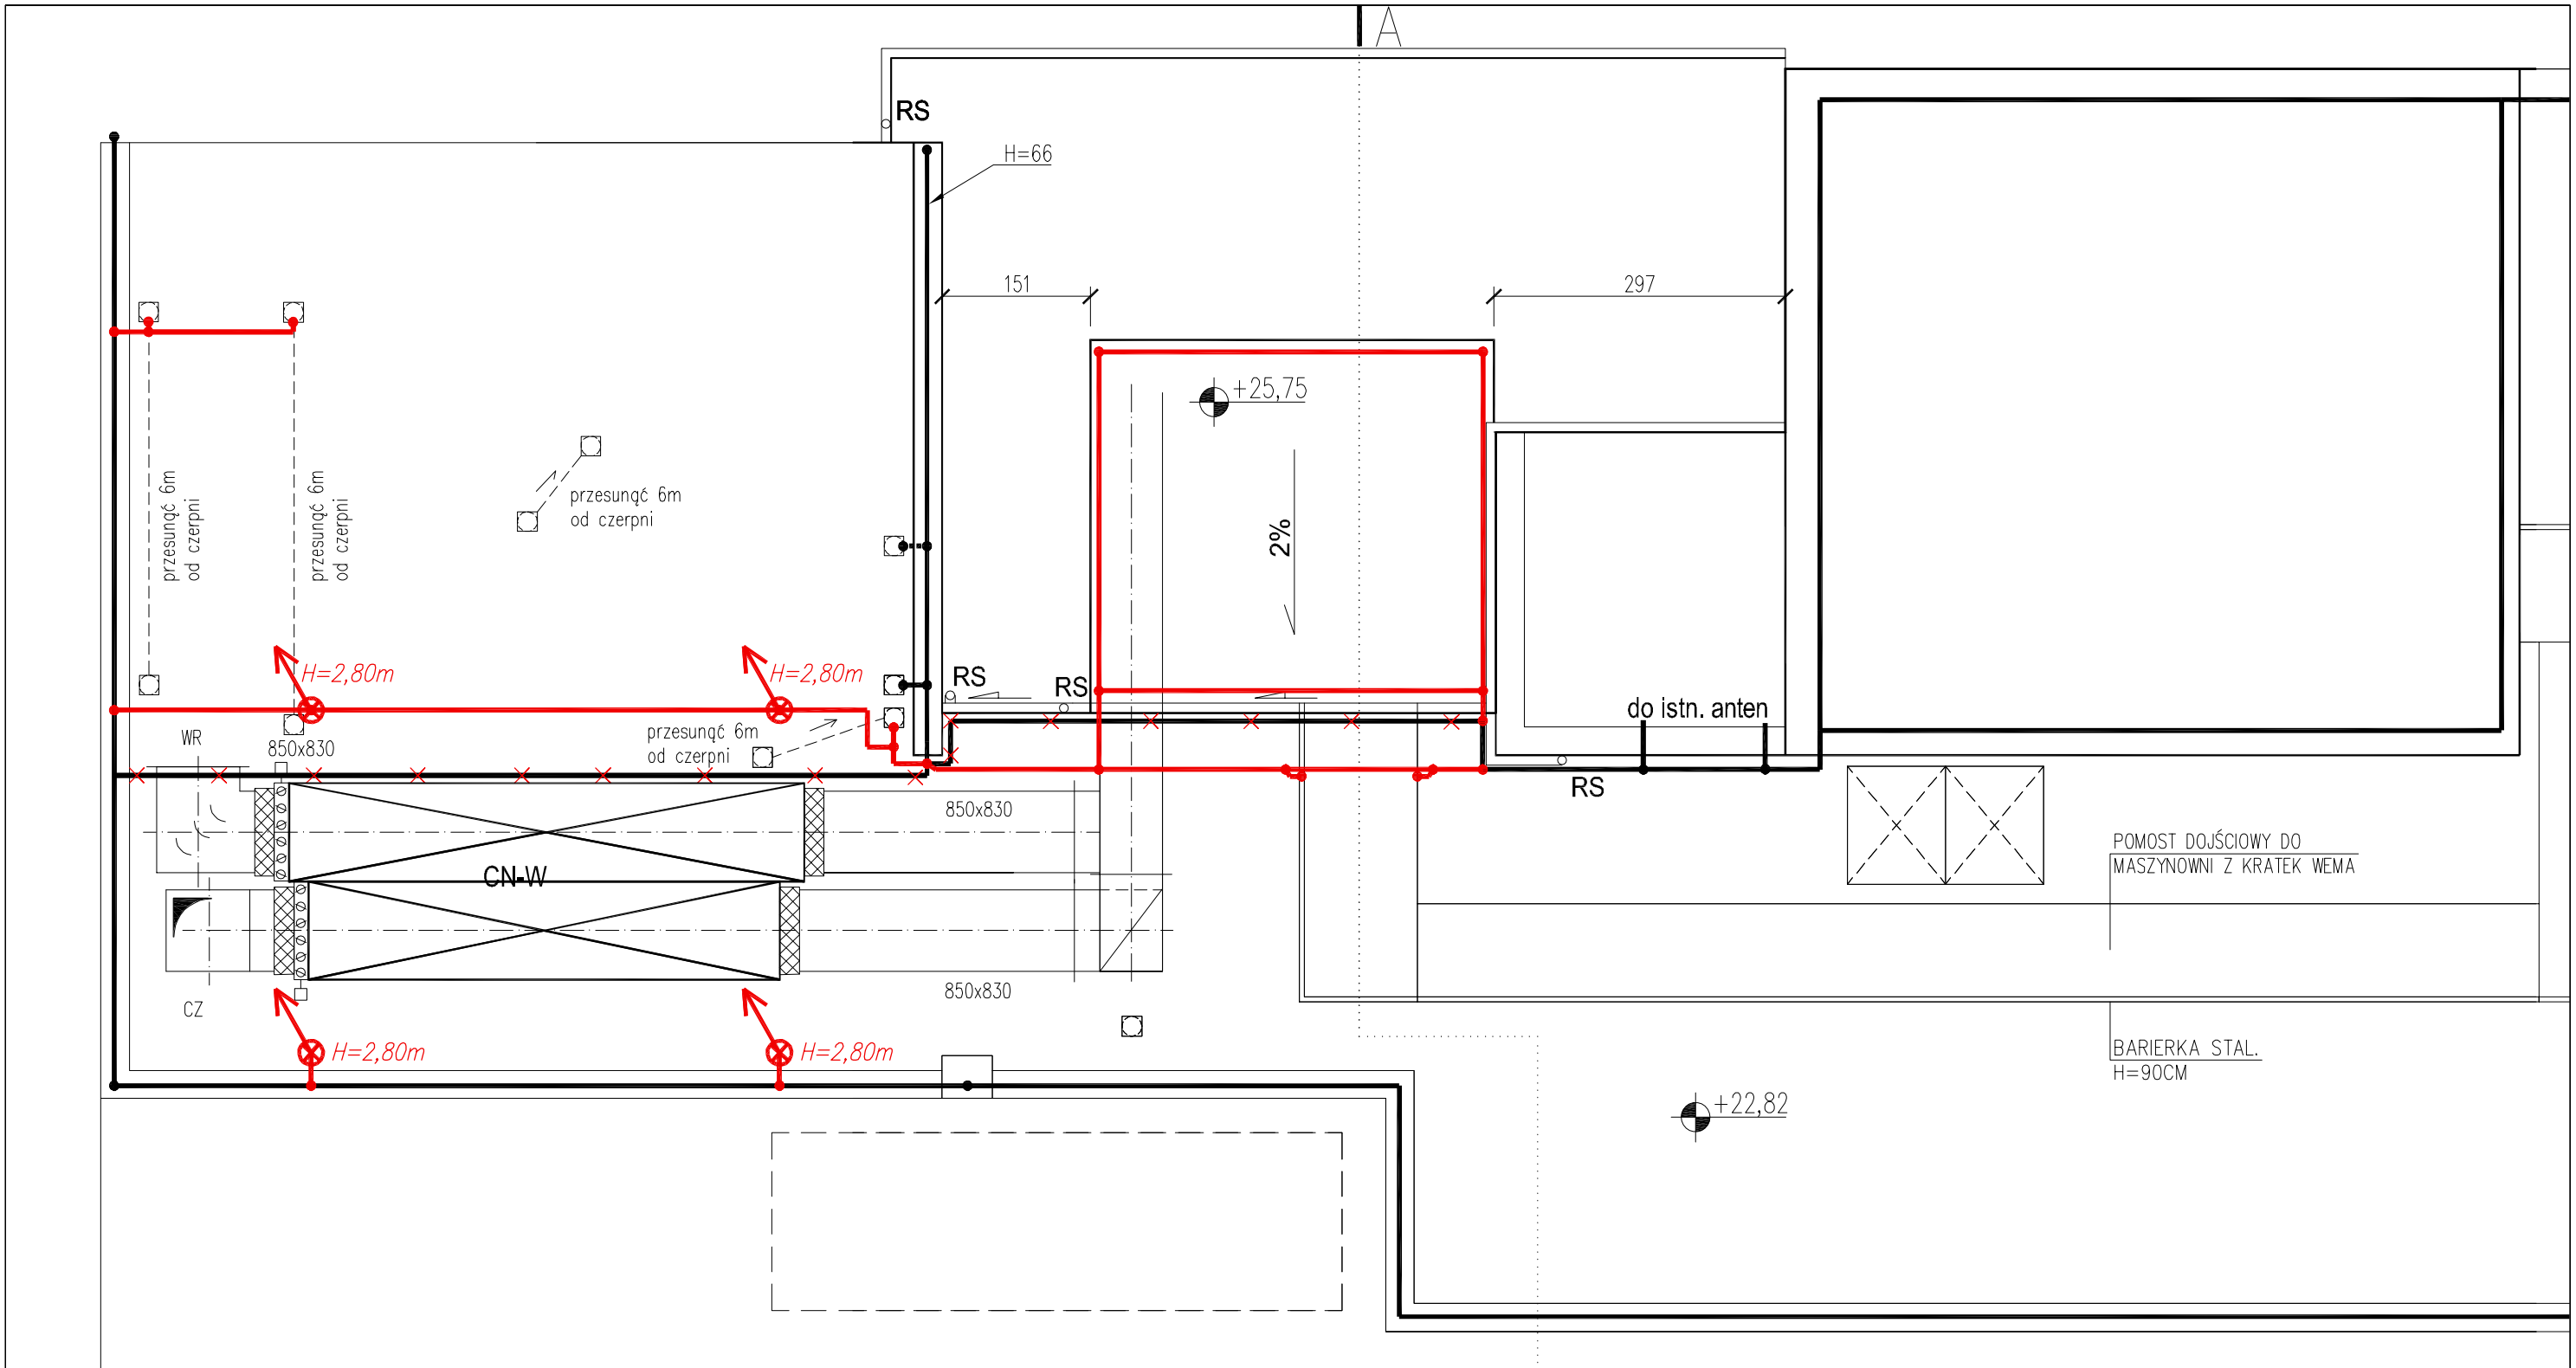 A
RS
H=66
151
297
+25,75
przesunąć 6m
od czerpni
przesunąć 6m
od czerpni
przesunąć 6m
od czerpni
2%
H=2,80m
H=2,80m
RS
RS
do istn. anten
przesunąć 6m
od czerpni
WR
850x830
RS
850x830
POMOST DOJŚCIOWY DO
MASZYNOWNI Z KRATEK WEMA
CN-W
850x830
CZ
H=2,80m
H=2,80m
BARIERKA STAL.
H=90CM
+22,82